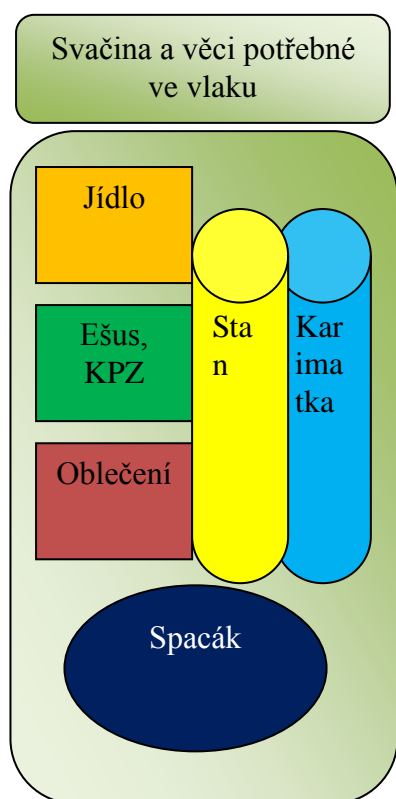 Svačina a věci potřebné
ve vlaku
Jídlo
Ešus,
KPZ
Oblečení
Sta
n
Kar
ima
tka
Spacák